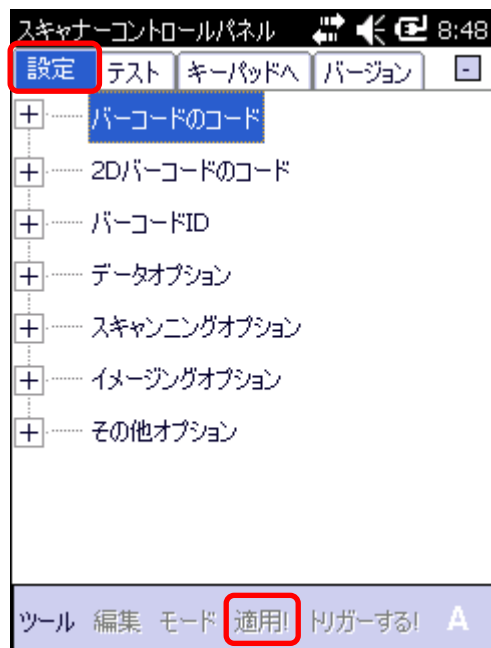 スキャナーコントロールパネル 8:48
設定 テスト キーパッドへ バージョン -
バーコードのコード
2Dバーコードのコード
バーコードID
データオプション
スキャンニングオプション
イメージングオプション
その他オプション
ツール 編集 モード 適用! トリガーする! A